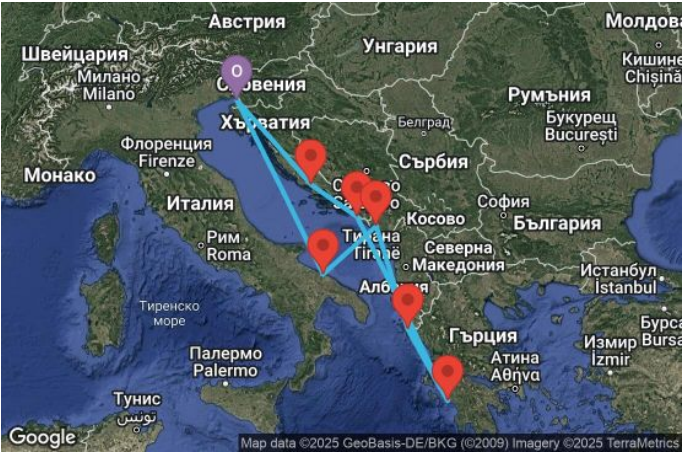 Австрия
Молдова
Швейцария
Унгария
Кишине
Chișină
Милано
Milano
О
Словения
Румъния
Хърватия
Букурещ
București
Белград
Флоренция
Firenze
Сърбия
Монако
Италия
Косово
София
България
Рим
Roma
Тирана
Tiranë
Северна
Македония
Истанбул
İstanbul
Албания
Тиренско
море
Гърция
Бурса
Bursa
Измир
İzmir
Палермо
Palermo
Атина
Αθήνα
Тунис
تونس
Google
Map data ©2025 GeoBasis-DE/BKG (©2009) Imagery ©2025 TerraMetrics